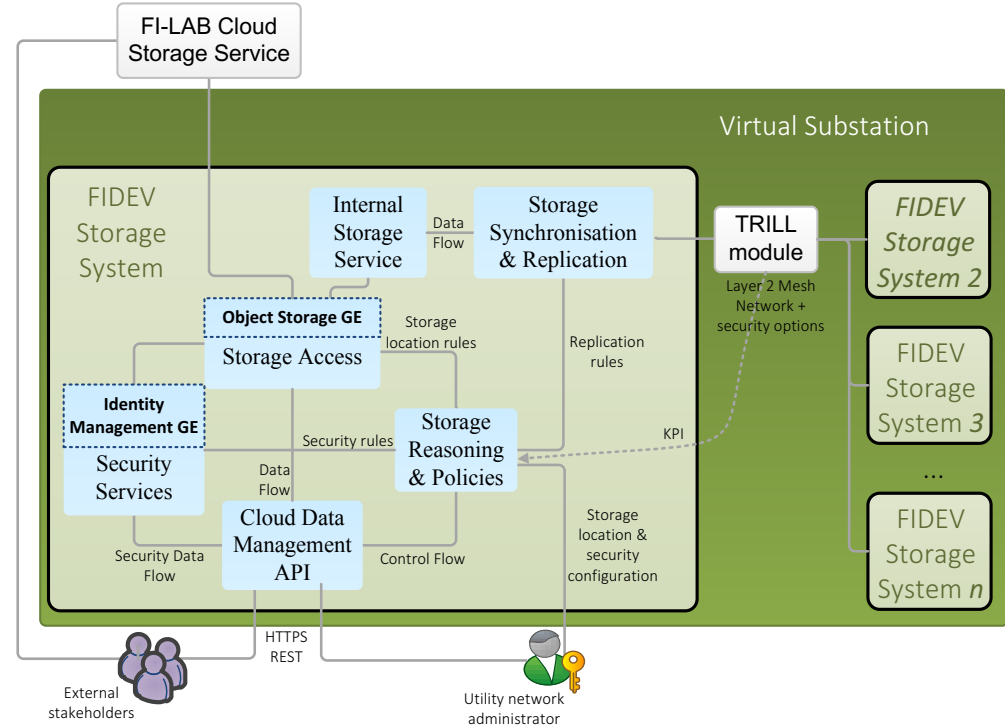 FI-LAB Cloud
Storage Service
Virtual Substation
FIDEV
Storage
System
Internal
Storage
Service
Data
Flow
Storage
Synchronisation
& Replication
TRILL
module
Layer 2 Mesh
Network +
security options
FIDEV
Storage
System 2
Object Storage GE
Storage Access
Storage
location rules
Replication
rules
FIDEV
Storage
System 3
Identity
Management GE
Security
Services
Security rules
Storage
Reasoning
& Policies
KPI
Data
Flow
...
Cloud Data
Management
API
Security Data
Flow
Control Flow
Storage
location &
security
configuration
FIDEV
Storage
System n
HTTPS
REST
External
stakeholders
Utility network
administrator